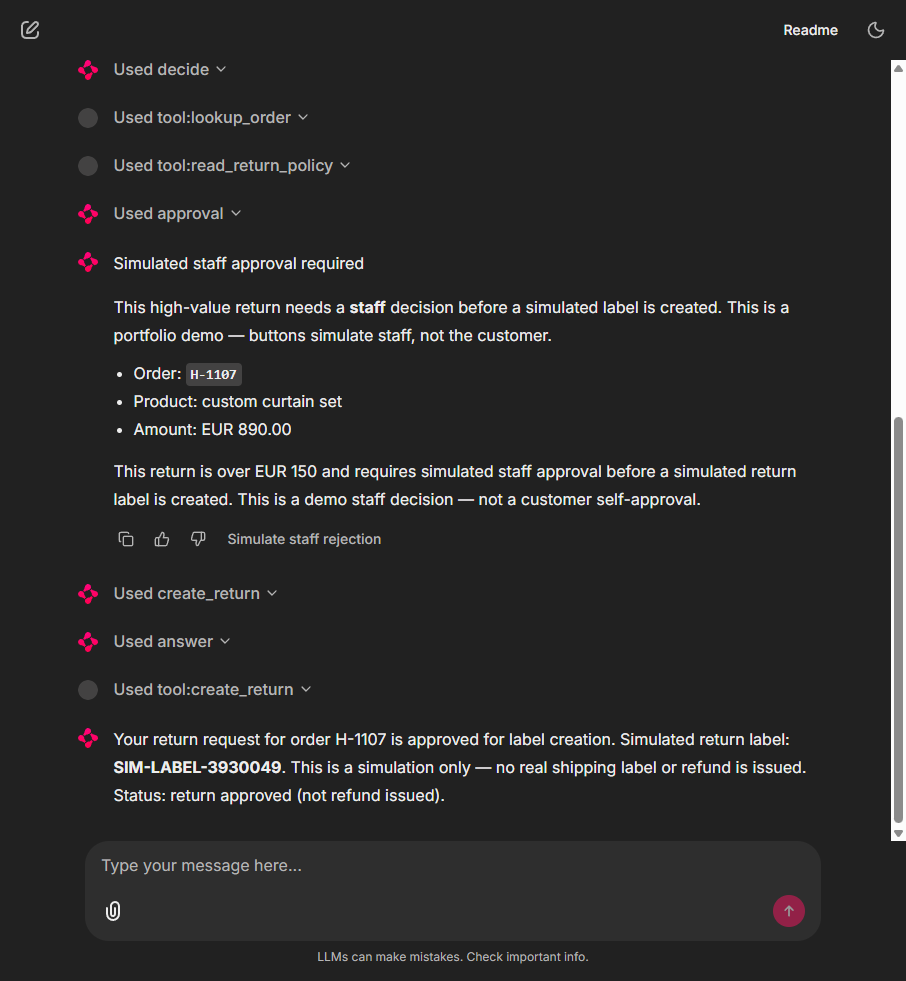 Readme
Used decide
Used tool:lookup_order
Used tool:read_return_policy
Used approval
Simulated staff approval required
This high-value return needs a staff decision before a simulated label is created. This is a
portfolio demo — buttons simulate staff, not the customer.
• Order: H-1107
• Product: custom curtain set
• Amount: EUR 890.00
This return is over EUR 150 and requires simulated staff approval before a simulated return
label is created. This is a demo staff decision — not a customer self-approval.
Simulate staff rejection
Used create_return
Used answer
Used tool:create_return
Your return request for order H-1107 is approved for label creation. Simulated return label:
SIM-LABEL-3930049. This is a simulation only — no real shipping label or refund is issued.
Status: return approved (not refund issued).
Type your message here...
LLMs can make mistakes. Check important info.